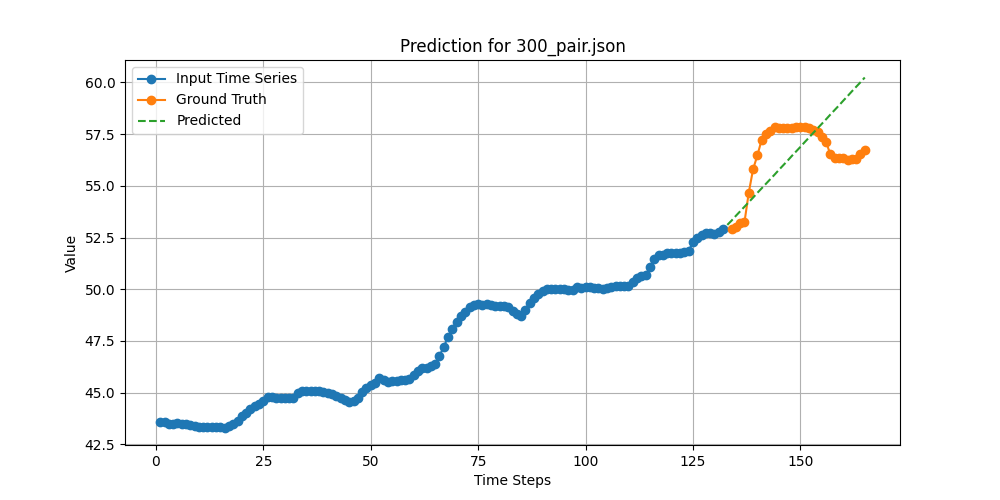 Prediction for 300_pair.json
Input Time Series
Ground Truth
Predicted
60.0
57.5
55.0
52.5
50.0
47.5
45.0
42.5
Value
0 25 50 75 100 125 150
Time Steps